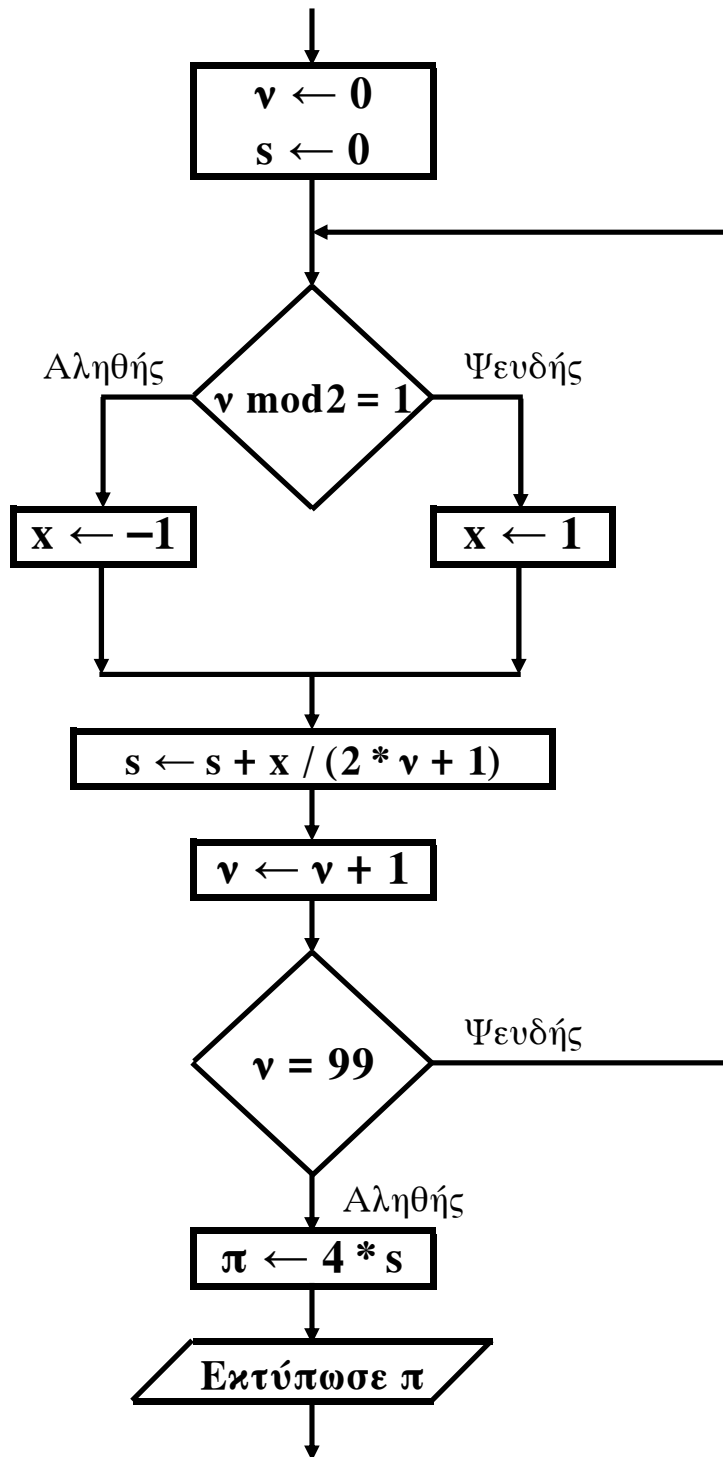 ν ← 0
s ← 0
Αληθής
Ψευδής
ν mod2 = 1
x ← −1
x ← 1
s ← s + x / (2 * ν + 1)
ν ← ν + 1
Ψευδής
ν = 99
Αληθής
π ← 4 * s
Εκτύπωσε π